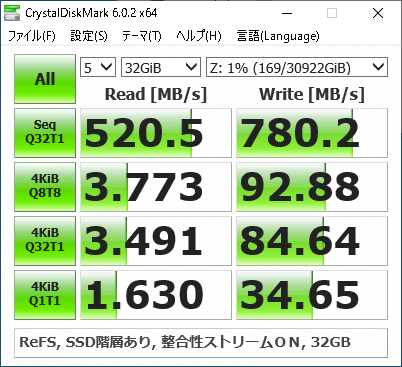 CrystalDiskMark 6.0.2 x64
ファイル(F) 設定(S) テーマ(T) ヘルプ(H) 言語(Language)
All 5 32GiB Z: 1% (169/30922GiB)
Read [MB/s] Write [MB/s]
Seq Q32T1 520.5 780.2
4KiB Q8T8 3.773 92.88
4KiB Q32T1 3.491 84.64
4KiB Q1T1 1.630 34.65
ReFS, SSD階層あり, 整合性ストリームON, 32GB